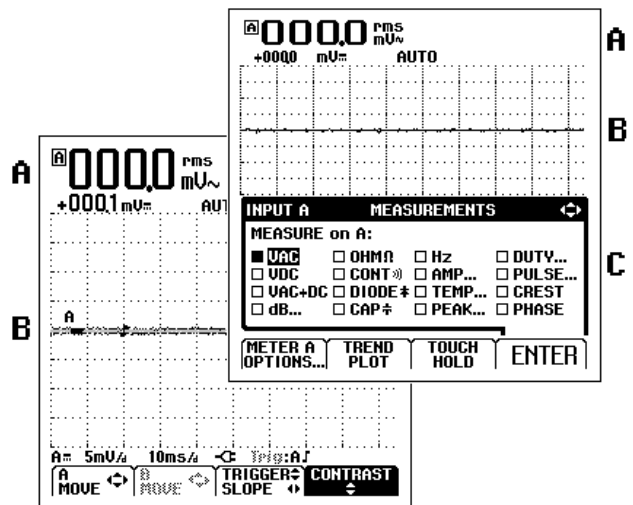 A 000.0 rms mV~
+000.0 mV⎓ AUTO
A
B
INPUT A MEASUREMENTS
MEASURE on A:
VAC OHMΩ Hz DUTY...
VDC CONT AMP... PULSE...
VAC+DC DIODE TEMP... CREST
dB... CAP PEAK... PHASE
C
METER A OPTIONS... TREND PLOT TOUCH HOLD ENTER
A
A 000.0 rms mV~
+000.1 mV⎓
B
A
A⎓ 5mV/d 10ms/d Trig:A
A MOVE B MOVE TRIGGER SLOPE CONTRAST